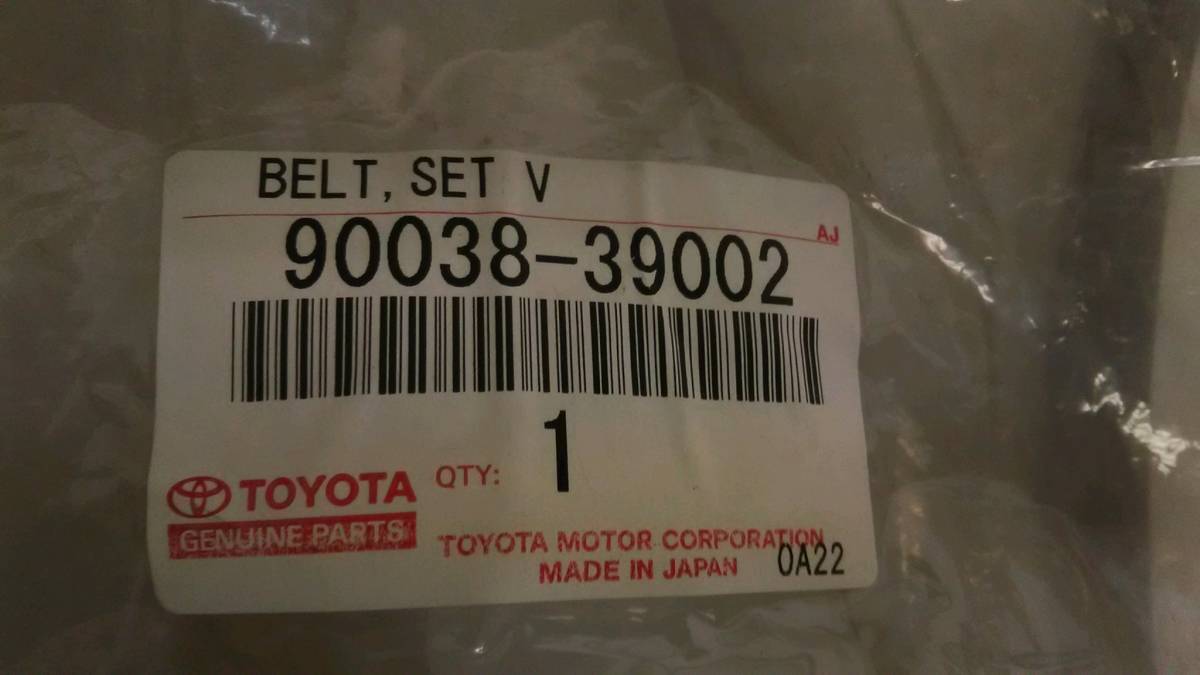 BELT, SET V
AJ
90038-39002
QTY: 1
TOYOTA
GENUINE PARTS
TOYOTA MOTOR CORPORATION
MADE IN JAPAN
0A22